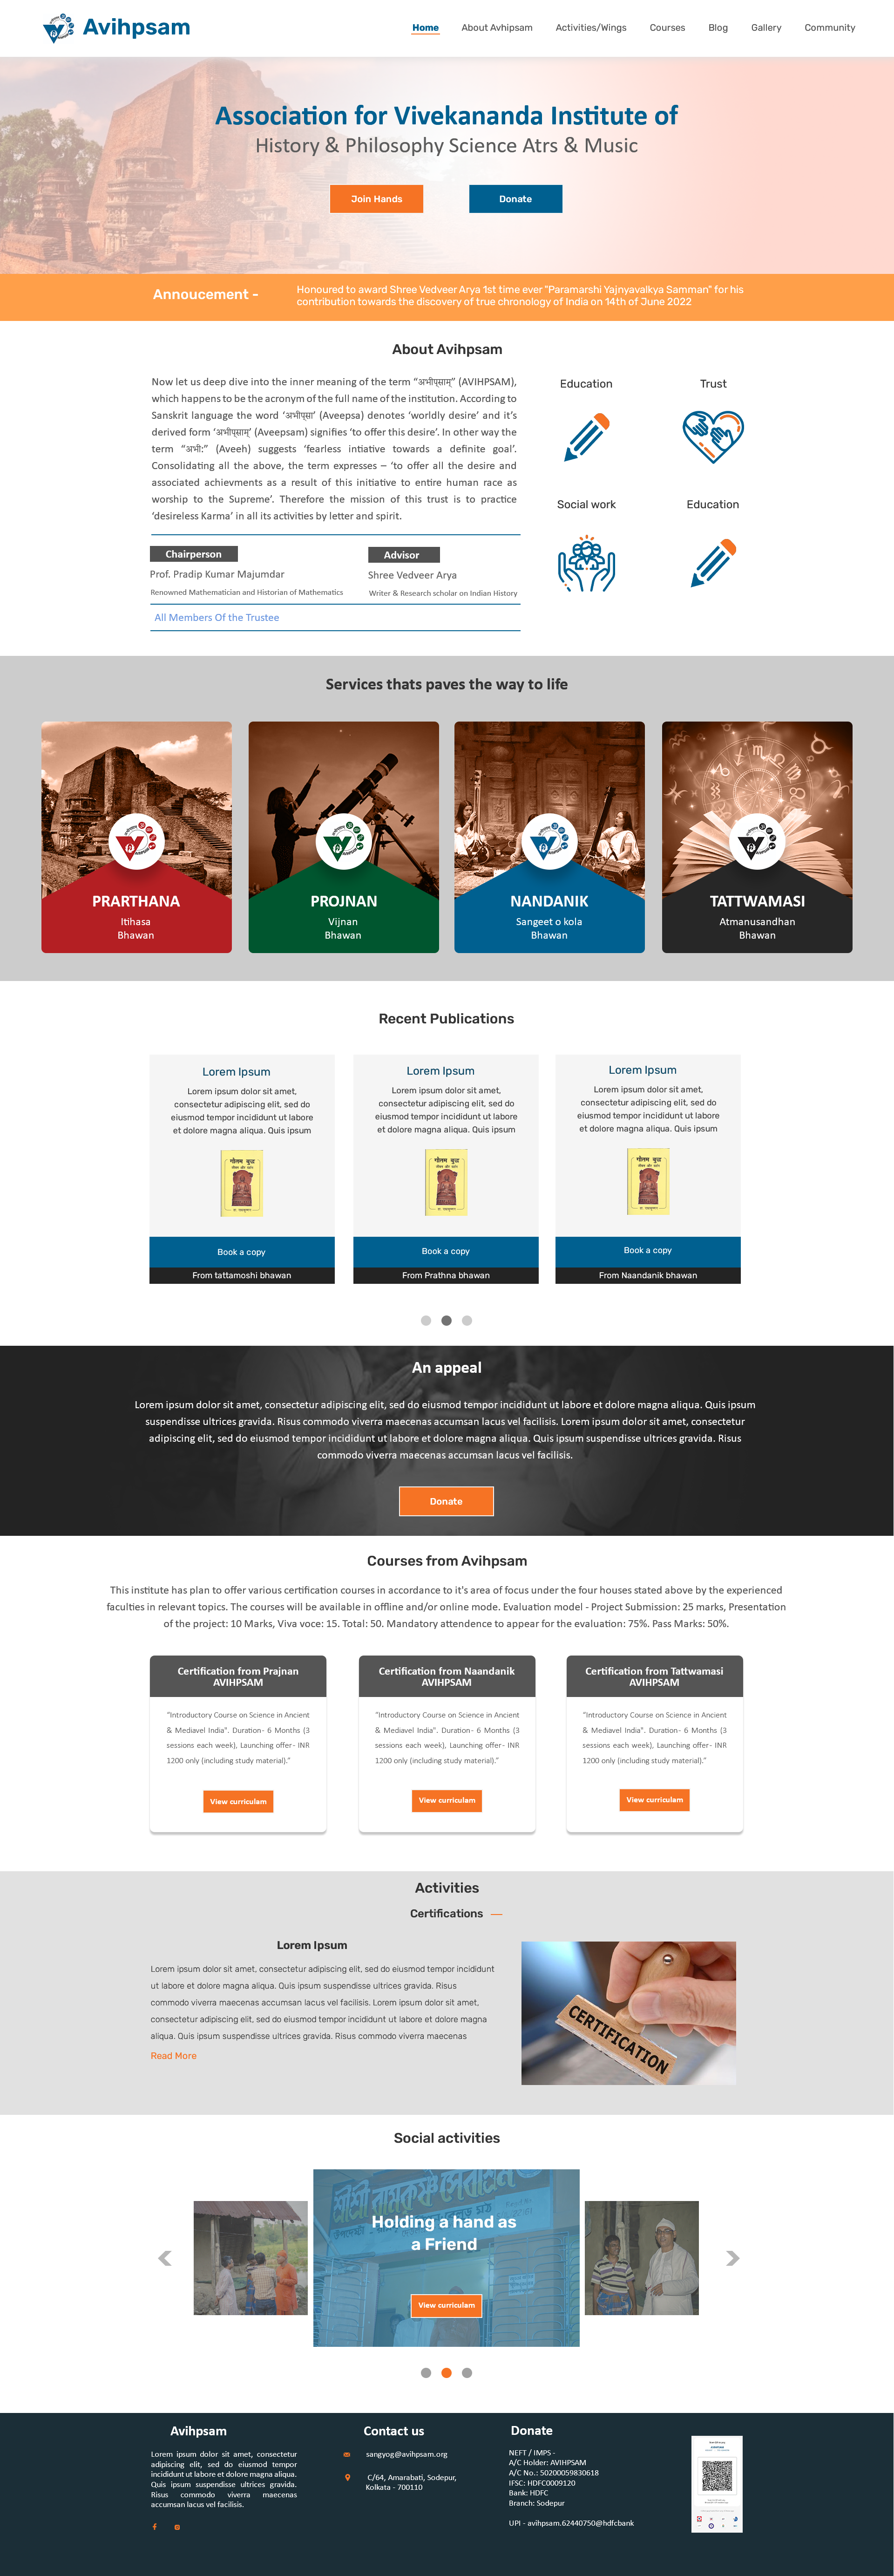 Avihpsam
Home About Avhipsam Activities/Wings Courses Blog Gallery Community
Association for Vivekananda Institute of
History & Philosophy Science Atrs & Music
Join Hands Donate
Annoucement -
Honoured to award Shree Vedveer Arya 1st time ever "Paramarshi Yajnyavalkya Samman" for his
contribution towards the discovery of true chronology of India on 14th of June 2022
About Avihpsam
Now let us deep dive into the inner meaning of the term “अभीप्साम्” (AVIHPSAM),
which happens to be the acronym of the full name of the institution. According to
Sanskrit language the word ‘अभीप्सा’ (Aveepsa) denotes ‘worldly desire’ and it’s
derived form ‘अभीप्साम्’ (Aveepsam) signifies ‘to offer this desire’. In other way the
term “अभी:” (Aveeh) suggests ‘fearless intiative towards a definite goal’.
Consolidating all the above, the term expresses – ‘to offer all the desire and
associated achievments as a result of this initiative to entire human race as
worship to the Supreme’. Therefore the mission of this trust is to practice
‘desireless Karma’ in all its activities by letter and spirit.
Education Trust
Social work Education
Chairperson
Prof. Pradip Kumar Majumdar
Renowned Mathematician and Historian of Mathematics
Advisor
Shree Vedveer Arya
Writer & Research scholar on Indian History
All Members Of the Trustee
Services thats paves the way to life
PRARTHANA
Itihasa
Bhawan
PROJNAN
Vijnan
Bhawan
NANDANIK
Sangeet o kola
Bhawan
TATTWAMASI
Atmanusandhan
Bhawan
Recent Publications
Lorem Ipsum
Lorem ipsum dolor sit amet,
consectetur adipiscing elit, sed do
eiusmod tempor incididunt ut labore
et dolore magna aliqua. Quis ipsum
गौतम बुद्ध
Book a copy
From tattamoshi bhawan
Lorem Ipsum
Lorem ipsum dolor sit amet,
consectetur adipiscing elit, sed do
eiusmod tempor incididunt ut labore
et dolore magna aliqua. Quis ipsum
गौतम बुद्ध
Book a copy
From Prathna bhawan
Lorem Ipsum
Lorem ipsum dolor sit amet,
consectetur adipiscing elit, sed do
eiusmod tempor incididunt ut labore
et dolore magna aliqua. Quis ipsum
गौतम बुद्ध
Book a copy
From Naandanik bhawan
An appeal
Lorem ipsum dolor sit amet, consectetur adipiscing elit, sed do eiusmod tempor incididunt ut labore et dolore magna aliqua. Quis ipsum
suspendisse ultrices gravida. Risus commodo viverra maecenas accumsan lacus vel facilisis. Lorem ipsum dolor sit amet, consectetur
adipiscing elit, sed do eiusmod tempor incididunt ut labore et dolore magna aliqua. Quis ipsum suspendisse ultrices gravida. Risus
commodo viverra maecenas accumsan lacus vel facilisis.
Donate
Courses from Avihpsam
This institute has plan to offer various certification courses in accordance to it's area of focus under the four houses stated above by the experienced
faculties in relevant topics. The courses will be available in offline and/or online mode. Evaluation model - Project Submission: 25 marks, Presentation
of the project: 10 Marks, Viva voce: 15. Total: 50. Mandatory attendence to appear for the evaluation: 75%. Pass Marks: 50%.
Certification from Prajnan
AVIHPSAM
"Introductory Course on Science in Ancient
& Mediavel India". Duration- 6 Months (3
sessions each week), Launching offer- INR
1200 only (including study material)."
View curriculam
Certification from Naandanik
AVIHPSAM
"Introductory Course on Science in Ancient
& Mediavel India". Duration- 6 Months (3
sessions each week), Launching offer- INR
1200 only (including study material)."
View curriculam
Certification from Tattwamasi
AVIHPSAM
"Introductory Course on Science in Ancient
& Mediavel India". Duration- 6 Months (3
sessions each week), Launching offer- INR
1200 only (including study material)."
View curriculam
Activities
Certifications
Lorem Ipsum
Lorem ipsum dolor sit amet, consectetur adipiscing elit, sed do eiusmod tempor incididunt
ut labore et dolore magna aliqua. Quis ipsum suspendisse ultrices gravida. Risus
commodo viverra maecenas accumsan lacus vel facilisis. Lorem ipsum dolor sit amet,
consectetur adipiscing elit, sed do eiusmod tempor incididunt ut labore et dolore magna
aliqua. Quis ipsum suspendisse ultrices gravida. Risus commodo viverra maecenas
Read More
CERTIFICATION
Social activities
শ্রীশ্রী রামকৃষ্ণ সেবাশ্রম
Holding a hand as
a Friend
View curriculam
Avihpsam
Lorem ipsum dolor sit amet, consectetur
adipiscing elit, sed do eiusmod tempor
incididunt ut labore et dolore magna aliqua.
Quis ipsum suspendisse ultrices gravida.
Risus commodo viverra maecenas
accumsan lacus vel facilisis.
Contact us
sangyog@avihpsam.org
C/64, Amarabati, Sodepur,
Kolkata - 700110
Donate
NEFT / IMPS -
A/C Holder: AVIHPSAM
A/C No.: 50200059830618
IFSC: HDFC0009120
Bank: HDFC
Branch: Sodepur
UPI - avihpsam.62440750@hdfcbank